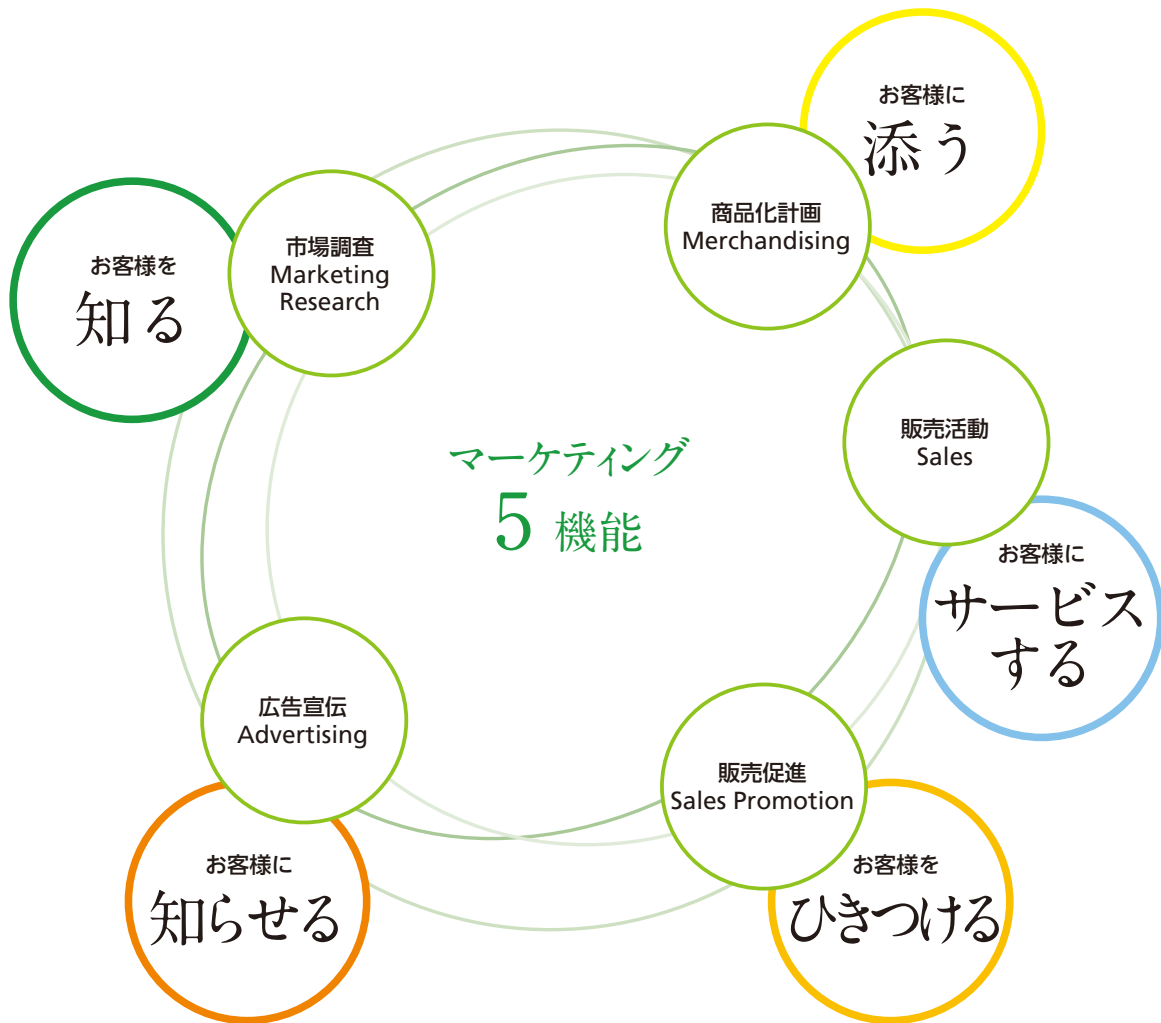 マーケティング
5 機能
お客様を
知る
市場調査
Marketing
Research
お客様に
添う
商品化計画
Merchandising
販売活動
Sales
お客様に
サービス
する
販売促進
Sales Promotion
お客様を
ひきつける
広告宣伝
Advertising
お客様に
知らせる